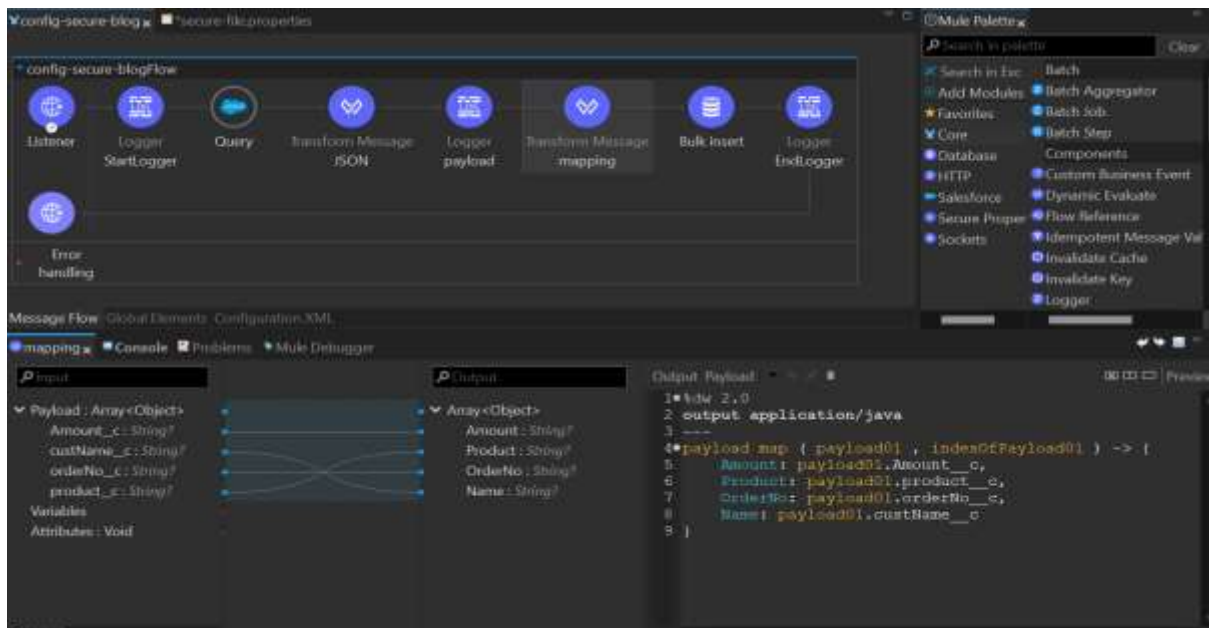 config-secure-blog
*secure-file.properties
config-secure-blogFlow
Listener
Logger
StartLogger
Query
Transform Message
JSON
Logger
payload
Transform Message
mapping
Bulk insert
Logger
EndLogger
Error
handling
Message Flow Global Elements Configuration XML
Mule Palette
Search in palette
Clear
Search in Exc
Add Modules
Favorites
Core
Database
HTTP
Salesforce
Secure Proper
Sockets
Batch
Batch Aggregator
Batch Job
Batch Step
Components
Custom Business Event
Dynamic Evaluate
Flow Reference
Idempotent Message Val
Invalidate Cache
Invalidate Key
Logger
mapping Console Problems Mule Debugger
Input
Payload : Array<Object>
Amount__c : String?
custName__c : String?
orderNo__c : String?
product__c : String?
Variables
Attributes : Void
Output
Array<Object>
Amount : String?
Product : String?
OrderNo : String?
Name : String?
Output Payload
Preview
1 %dw 2.0
2 output application/java
3 ---
4 payload map ( payload01 , indexOfPayload01 ) -> {
5 Amount: payload01.Amount__c,
6 Product: payload01.product__c,
7 OrderNo: payload01.orderNo__c,
8 Name: payload01.custName__c
9 }